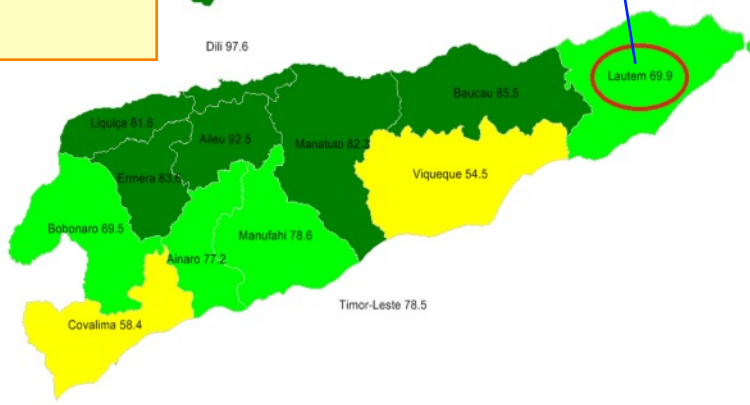 Dili 97.6
Lautem 69.9
Baucau 85.5
Liquiça 81.6
Aileu 92.5
Manatuto 82.3
Ermera 83.6
Viqueque 54.5
Bobonaro 69.5
Manufahi 78.6
Ainaro 77.2
Timor-Leste 78.5
Covalima 58.4